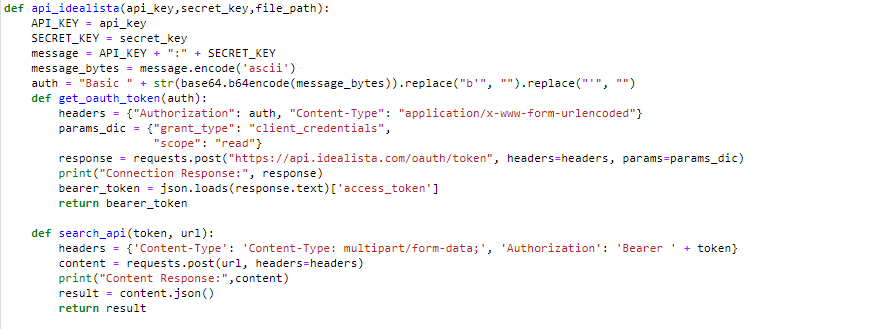 def api_idealista(api_key,secret_key,file_path):
    API_KEY = api_key
    SECRET_KEY = secret_key
    message = API_KEY + ":" + SECRET_KEY
    message_bytes = message.encode('ascii')
    auth = "Basic " + str(base64.b64encode(message_bytes)).replace("b'", "").replace("'", "")
    def get_oauth_token(auth):
        headers = {"Authorization": auth, "Content-Type": "application/x-www-form-urlencoded"}
        params_dic = {"grant_type": "client_credentials",
                      "scope": "read"}
        response = requests.post("https://api.idealista.com/oauth/token", headers=headers, params=params_dic)
        print("Connection Response:", response)
        bearer_token = json.loads(response.text)['access_token']
        return bearer_token

    def search_api(token, url):
        headers = {'Content-Type': 'Content-Type: multipart/form-data;', 'Authorization': 'Bearer ' + token}
        content = requests.post(url, headers=headers)
        print("Content Response:",content)
        result = content.json()
        return result